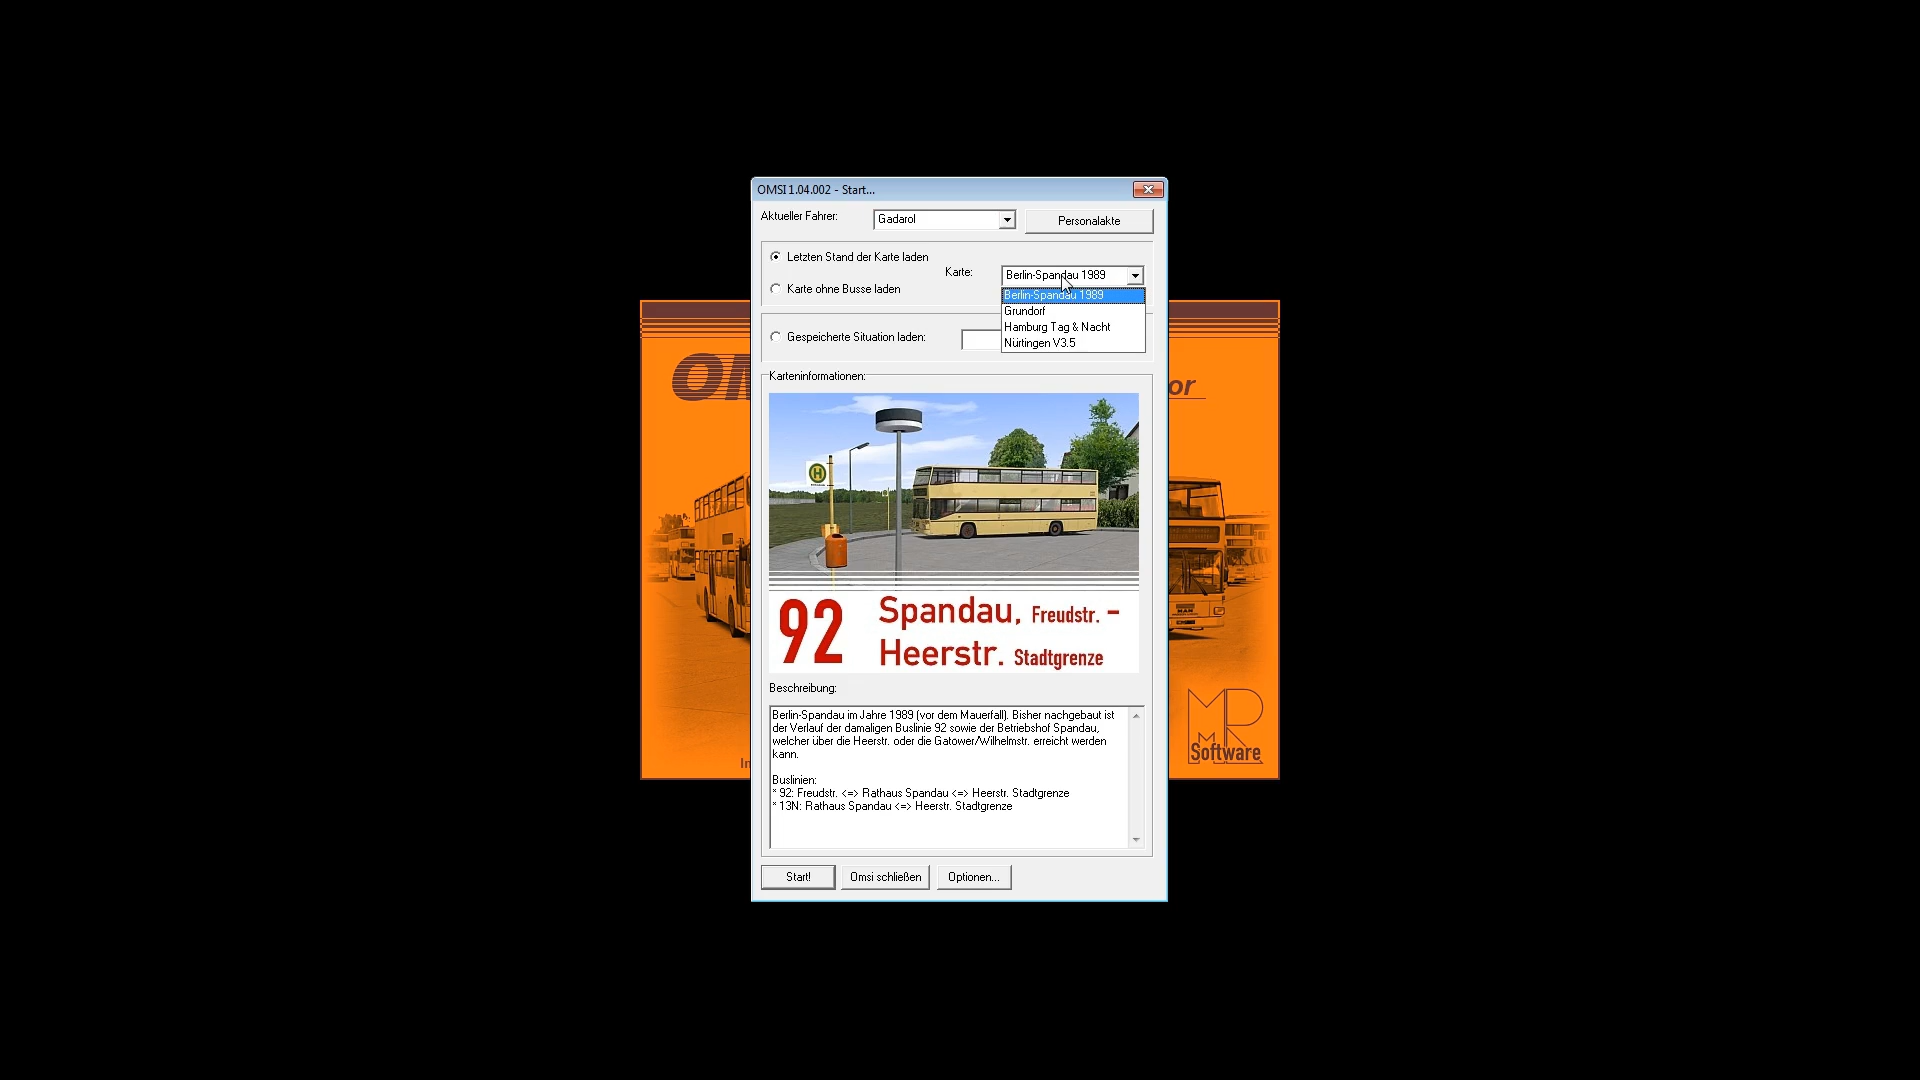 OMSI 1.04.002 - Start...
Aktueller Fahrer:
Gadarol
Personalakte
Letzten Stand der Karte laden
Karte:
Berlin-Spandau 1989
Karte ohne Busse laden
Berlin-Spandau 1989
Grundorf
Hamburg Tag & Nacht
Nürtingen V3.5
Gespeicherte Situation laden:
Karteninformationen:
or
H
92
Spandau, Freudstr. -
Heerstr. Stadtgrenze
Beschreibung:
Berlin-Spandau im Jahre 1989 (vor dem Mauerfall). Bisher nachgebaut ist
der Verlauf der damaligen Buslinie 92 sowie der Betriebshof Spandau,
welcher über die Heerstr. oder die Gatower/Wilhelmstr. erreicht werden
kann.
Buslinien:
* 92: Freudstr. <=> Rathaus Spandau <=> Heerstr. Stadtgrenze
* 13N: Rathaus Spandau <=> Heerstr. Stadtgrenze
MR
Software
Start!
Omsi schließen
Optionen...